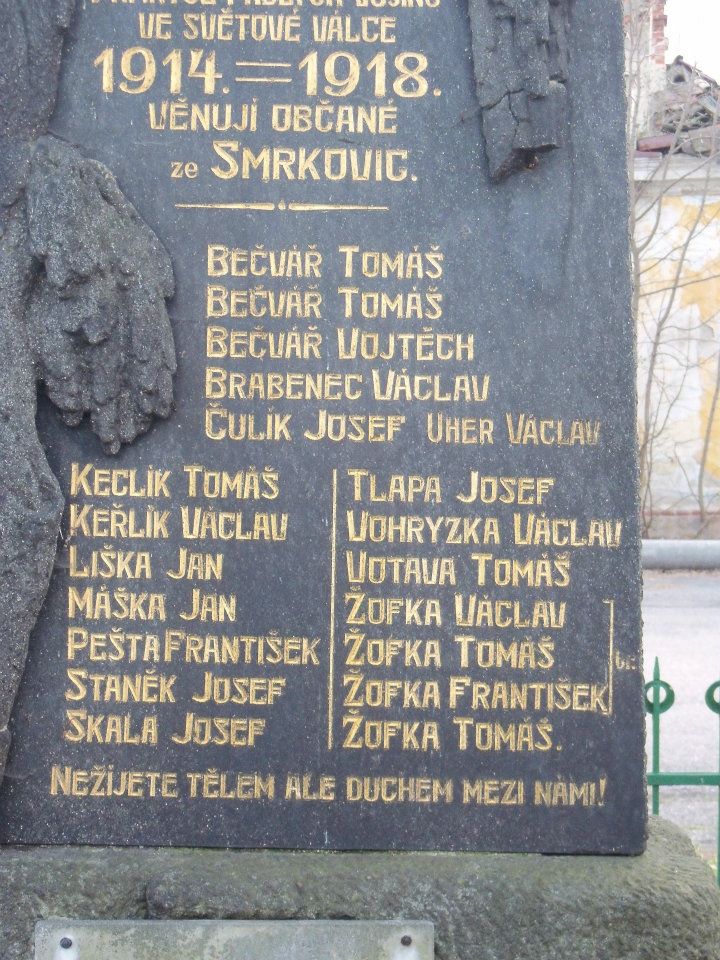 VE SVĚTOVÉ VÁLCE
1914.=1918.
VĚNUJÍ OBČANÉ
ze SMRKOVIC.
BEČVÁŘ TOMÁŠ
BEČVÁŘ TOMÁŠ
BEČVÁŘ VOJTĚCH
BRABENEC VÁCLAV
ČULÍK JOSEF UHER VÁCLAV
KECLÍK TOMÁŠ
KEŘLÍK VÁCLAV
LIŠKA JAN
MÁŠKA JAN
PEŠTA FRANTIŠEK
STANĚK JOSEF
SKALA JOSEF
TLAPA JOSEF
VOHRYZKA VÁCLAV
VOTAVA TOMÁŠ
ŽOFKA VÁCLAV
ŽOFKA TOMÁŠ
ŽOFKA FRANTIŠEK
ŽOFKA TOMÁŠ.
NEŽIJETE TĚLEM ALE DUCHEM MEZI NÁMI!